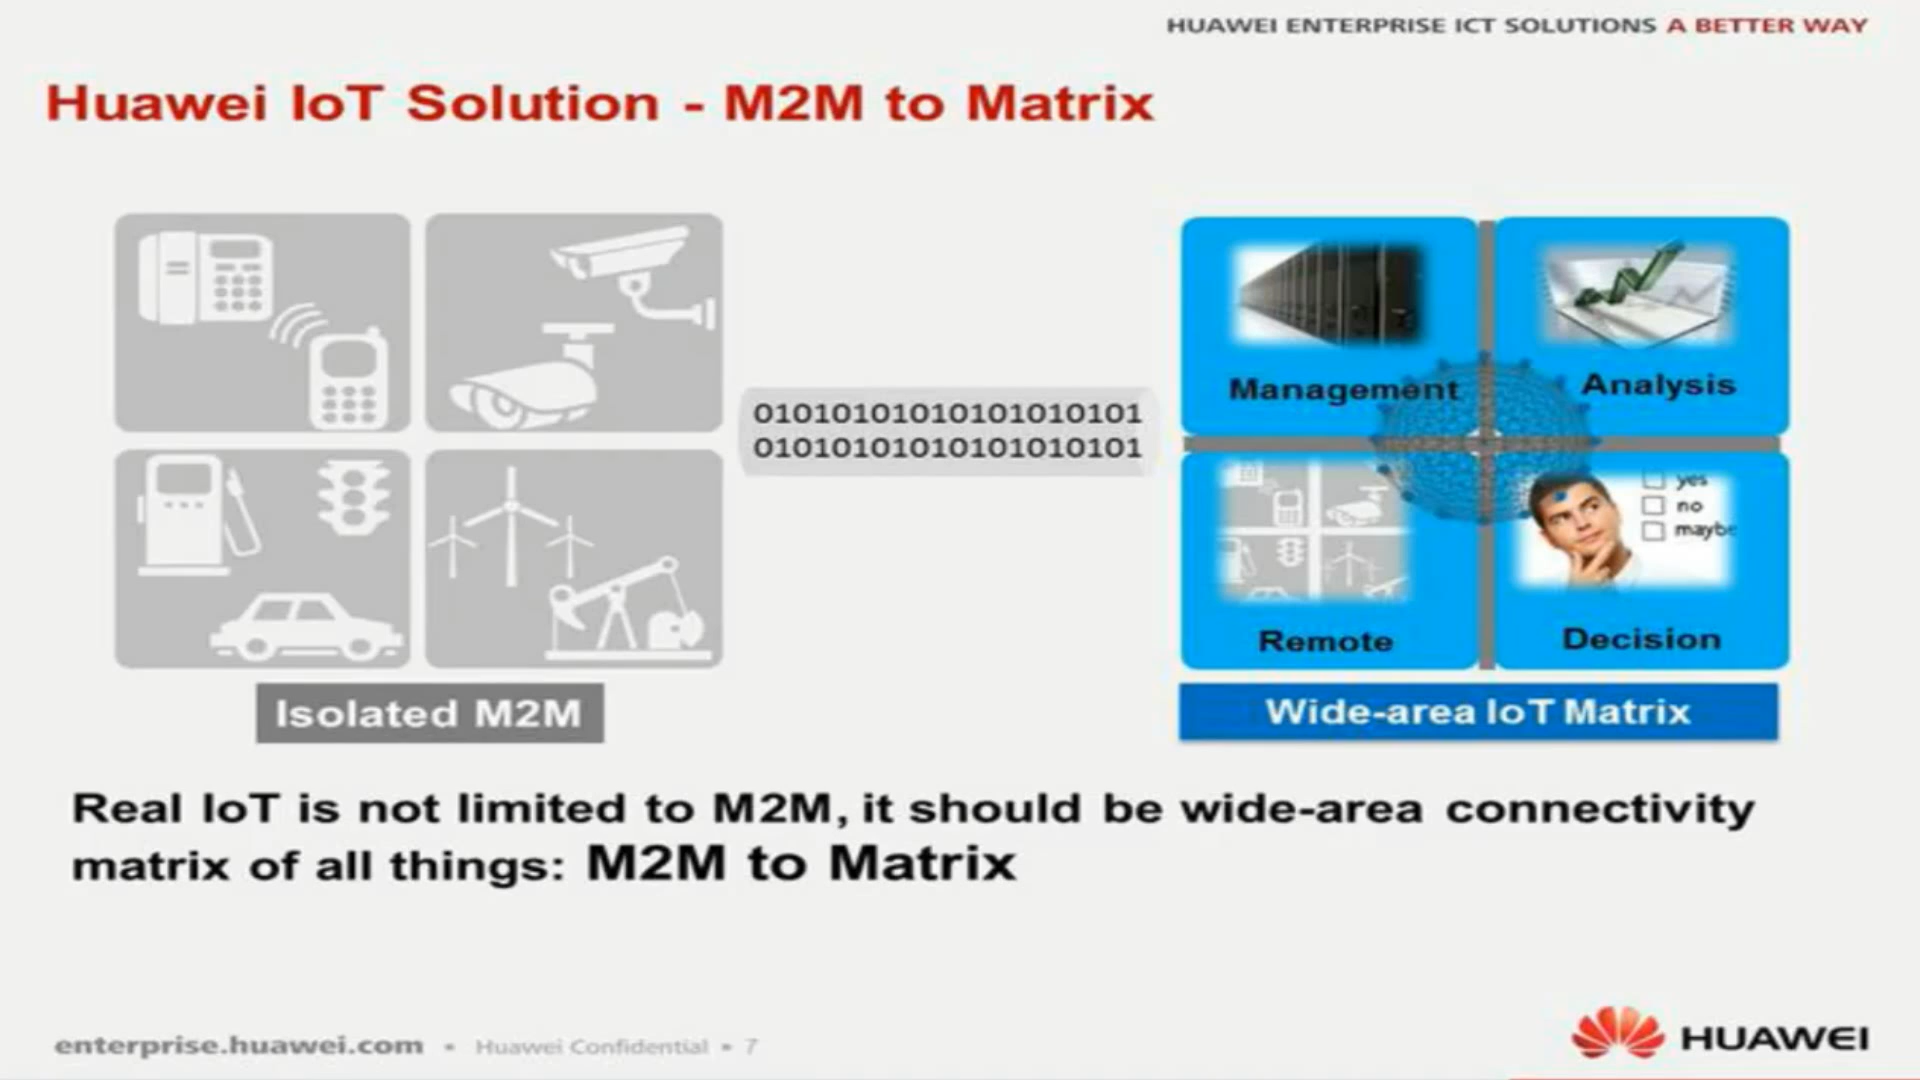 HUAWEI ENTERPRISE ICT SOLUTIONS A BETTER WAY
Huawei IoT Solution - M2M to Matrix
01010101010101010101
01010101010101010101
Management
Analysis
yes
no
maybe
Remote
Decision
Isolated M2M
Wide-area IoT Matrix
Real IoT is not limited to M2M, it should be wide-area connectivity
matrix of all things: M2M to Matrix
enterprise.huawei.com • Huawei Confidential • 7
HUAWEI